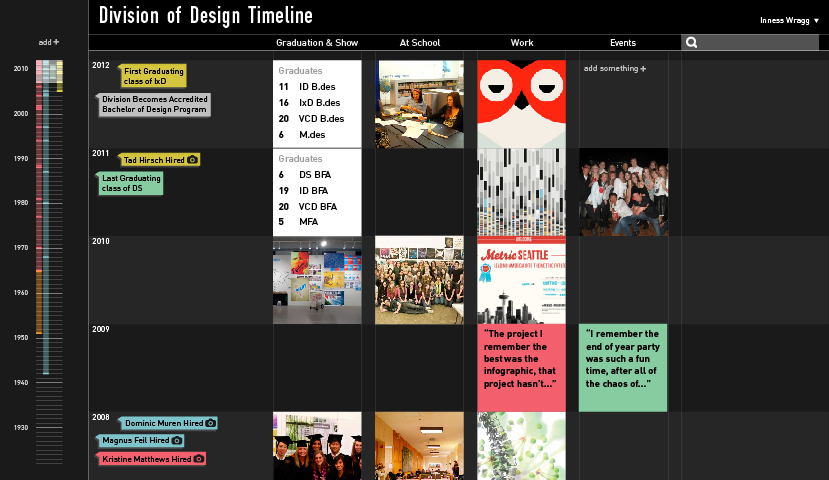 Division of Design Timeline
Inness Wragg ▼
add +
Graduation & Show
At School
Work
Events
2010
2000
1990
1980
1970
1960
1950
1940
1930
2012
First Graduating
class of IxD
Division Becomes Accredited
Bachelor of Design Program
Graduates
11 ID B.des
16 IxD B.des
20 VCD B.des
6 M.des
add something +
2011
Tad Hirsch Hired
Last Graduating
class of DS
Graduates
6 DS BFA
19 ID BFA
20 VCD BFA
5 MFA
2010
WELCOME
Metric SEATTLE
2009
“The project I
remember the
best was the
infographic, that
project hasn’t...”
“I remember the
end of year party
was such a fun
time, after all of
the chaos of...”
2008
Dominic Muren Hired
Magnus Feil Hired
Kristine Matthews Hired